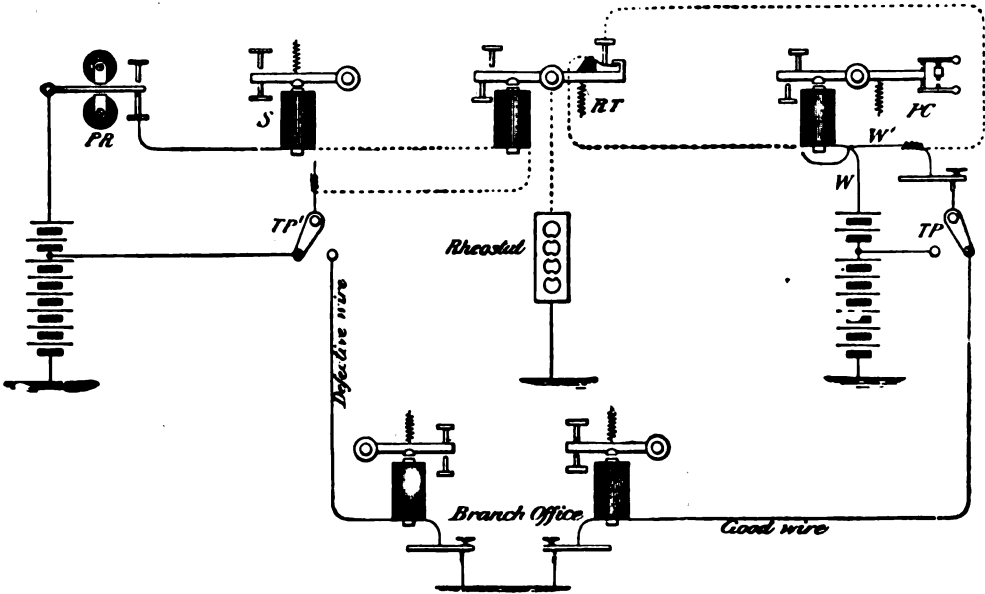 PR
S
RT
PC
W'
W
TP'
TP
Rheostat
Defective wire
Branch Office
Good wire